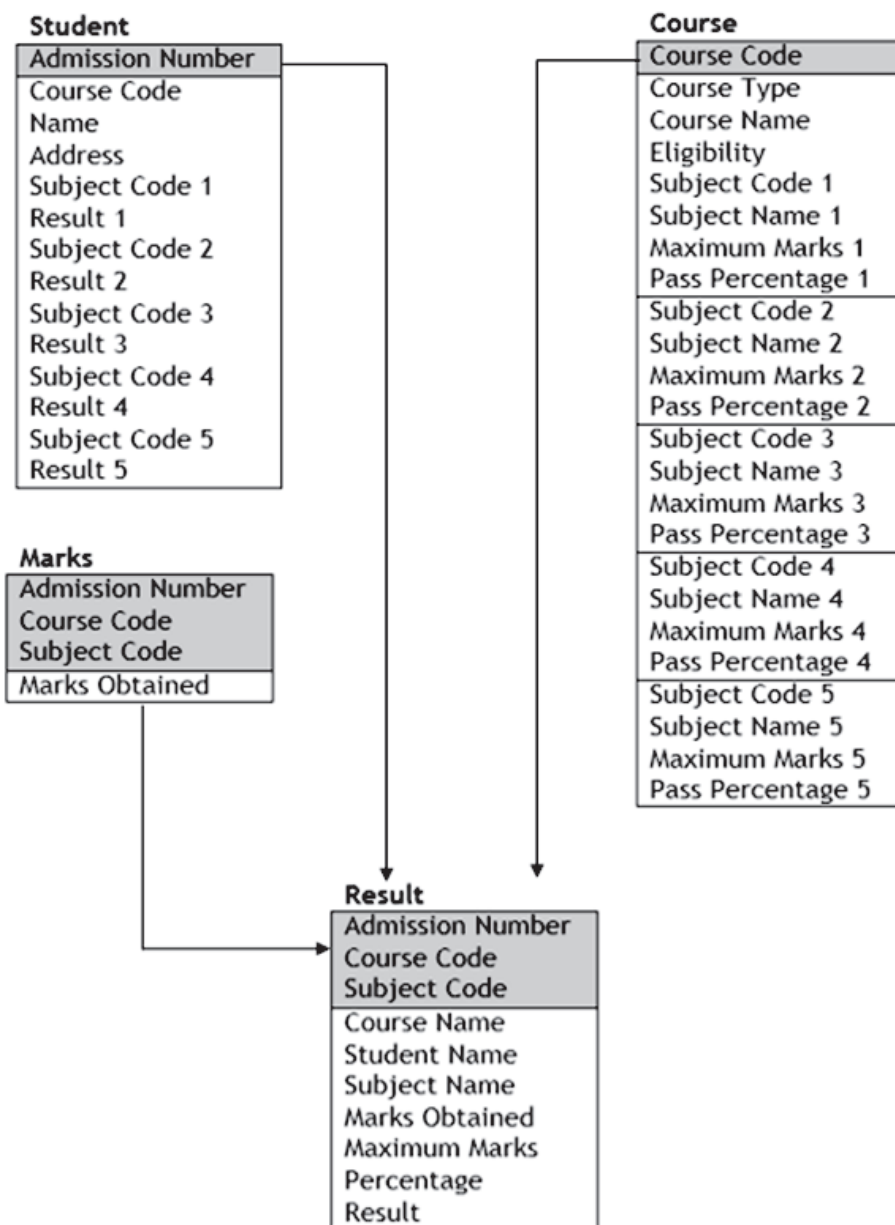 Student
Admission Number
Course Code
Name
Address
Subject Code 1
Result 1
Subject Code 2
Result 2
Subject Code 3
Result 3
Subject Code 4
Result 4
Subject Code 5
Result 5
Course
Course Code
Course Type
Course Name
Eligibility
Subject Code 1
Subject Name 1
Maximum Marks 1
Pass Percentage 1
Subject Code 2
Subject Name 2
Maximum Marks 2
Pass Percentage 2
Subject Code 3
Subject Name 3
Maximum Marks 3
Pass Percentage 3
Subject Code 4
Subject Name 4
Maximum Marks 4
Pass Percentage 4
Subject Code 5
Subject Name 5
Maximum Marks 5
Pass Percentage 5
Marks
Admission Number
Course Code
Subject Code
Marks Obtained
Result
Admission Number
Course Code
Subject Code
Course Name
Student Name
Subject Name
Marks Obtained
Maximum Marks
Percentage
Result